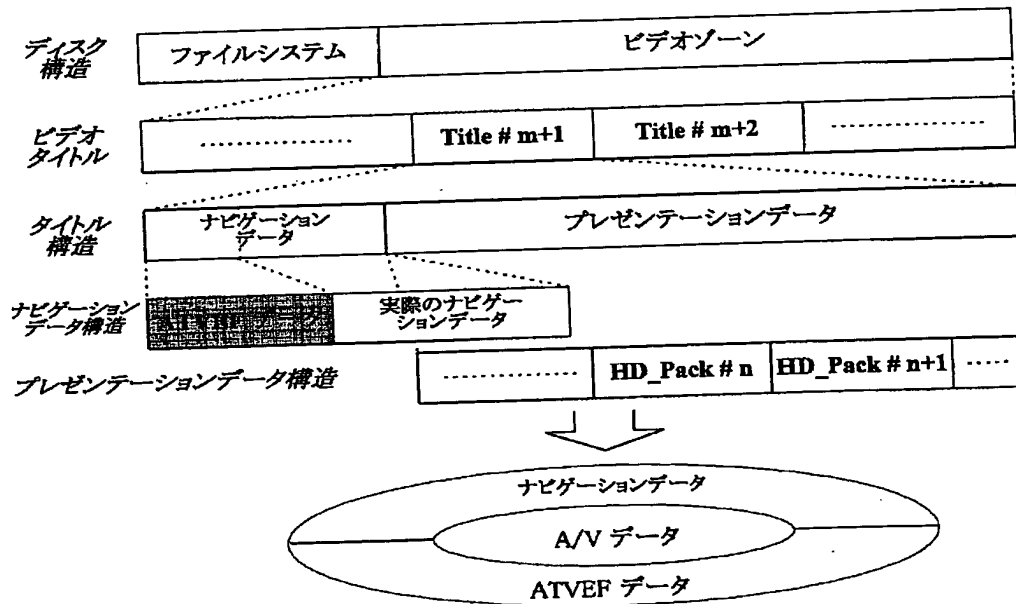 ディスク
構造
ファイルシステム
ビデオゾーン
ビデオ
タイトル
Title # m+1
Title # m+2
タイトル
構造
ナビゲーション
データ
プレゼンテーションデータ
ナビゲーション
データ構造
ATVEF データ
実際のナビゲー
ションデータ
プレゼンテーションデータ構造
HD_Pack # n
HD_Pack # n+1
ナビゲーションデータ
A/V データ
ATVEF データ